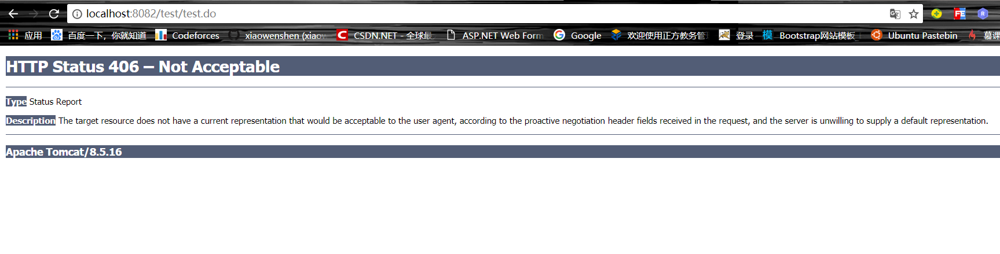 localhost:8082/test/test.do
应用 百度一下，你就知道 Codeforces xiaowenshen (xiaow CSDN.NET - 全球最 ASP.NET Web Form Google 欢迎使用正方教务管 登录 模 Bootstrap网站模板_ Ubuntu Pastebin 慕课
HTTP Status 406 – Not Acceptable
Type Status Report
Description The target resource does not have a current representation that would be acceptable to the user agent, according to the proactive negotiation header fields received in the request, and the server is unwilling to supply a default representation.
Apache Tomcat/8.5.16